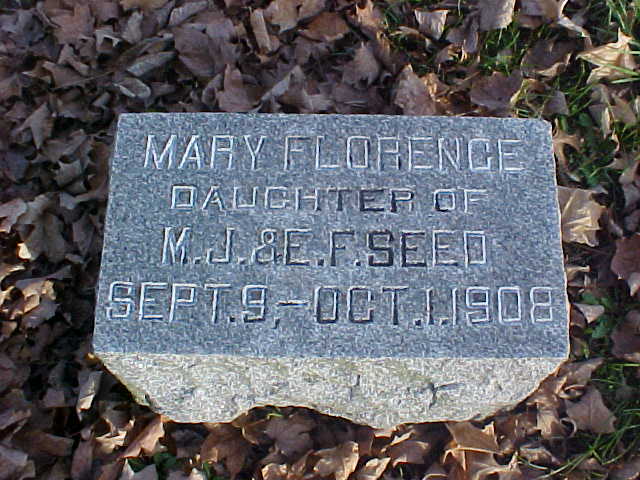 MARY FLORENCE
DAUGHTER OF
M.J.&E.F.SEED
SEPT.9,-OCT.1,1908